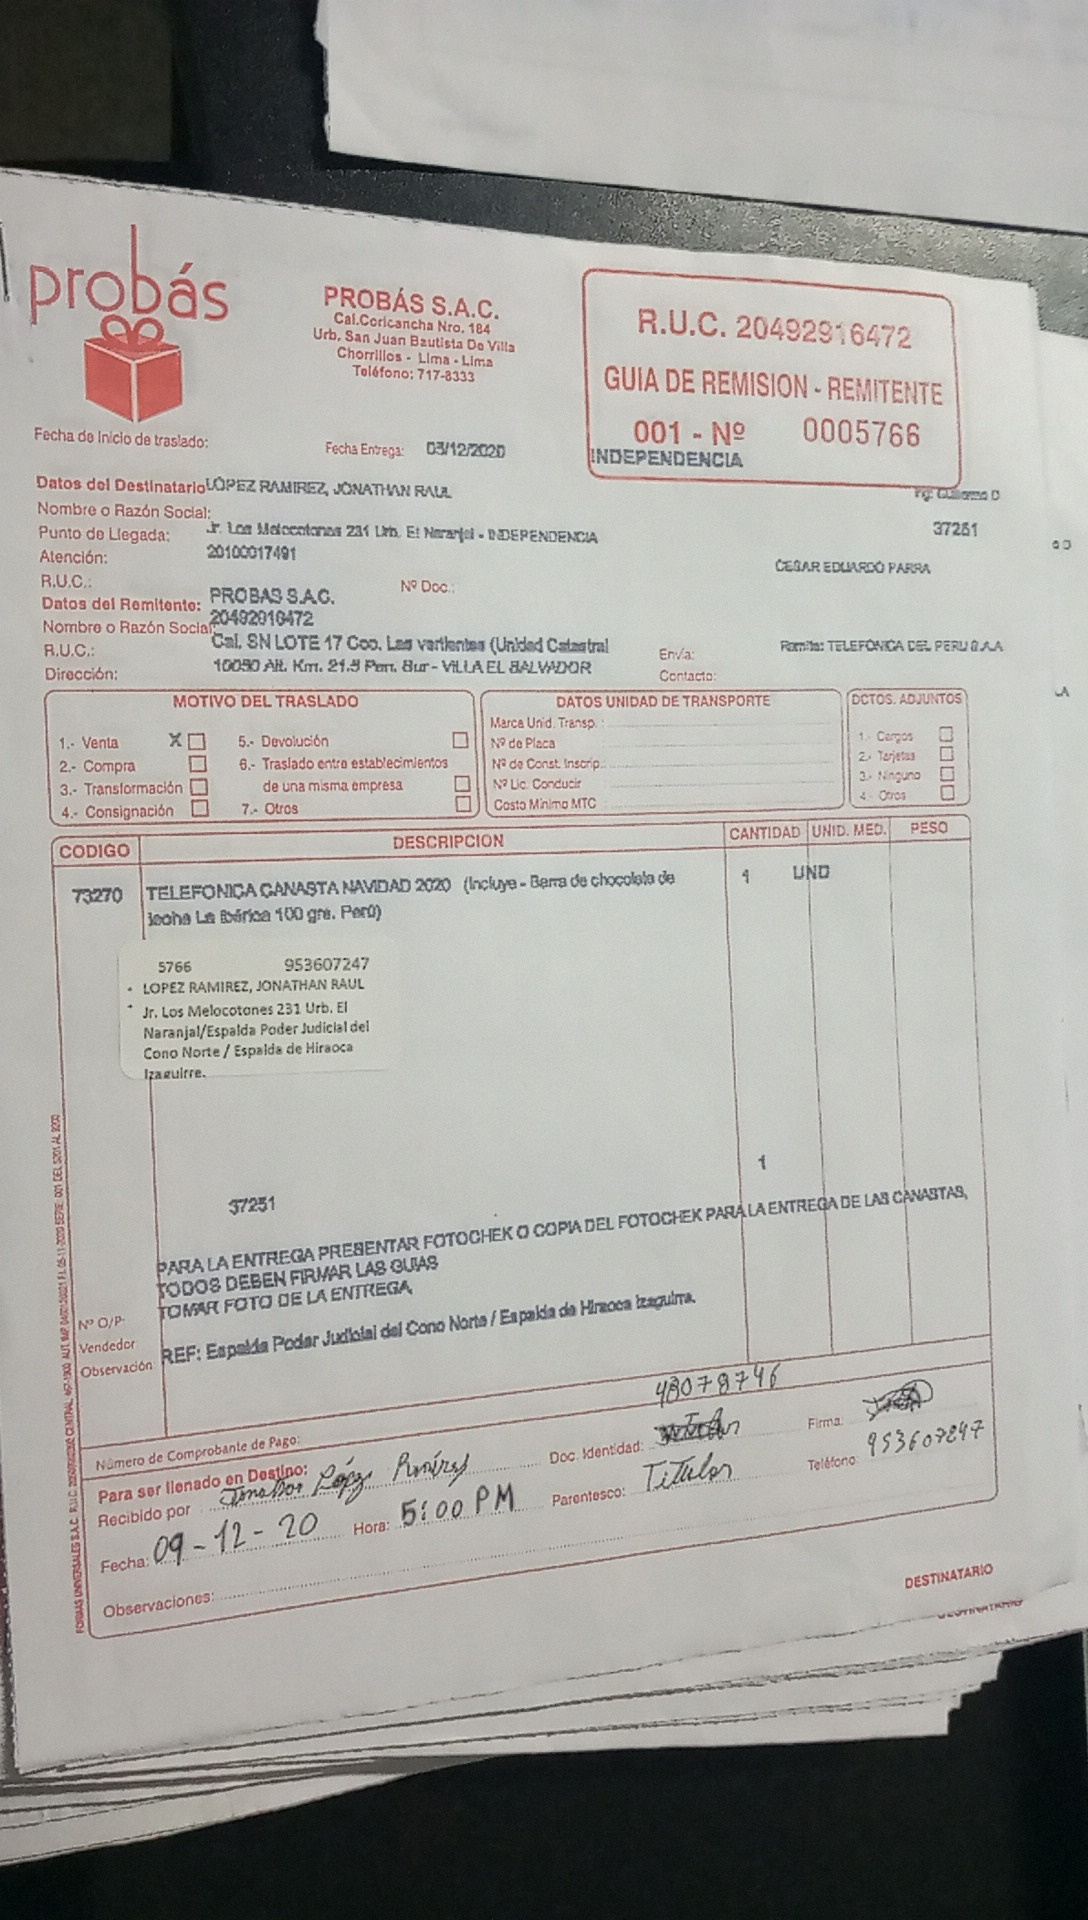 probás
PROBÁS S.A.C.
Cal.Coricancha Nro. 184
Urb. San Juan Bautista De Villa
Chorrillos - Lima - Lima
Teléfono: 717-8333
R.U.C. 20492916472
GUIA DE REMISION - REMITENTE
001 - Nº 0005766
INDEPENDENCIA
Fecha de Inicio de traslado:
Fecha Entrega: 03/12/2020
Datos del Destinatario LOPEZ RAMIREZ, JONATHAN RAUL
Ing. Guillermo D
Nombre o Razón Social:
Punto de Llegada: Jr. Los Melocotones 231 Urb. El Naranjal - INDEPENDENCIA
37251
Atención: 20100017491
CESAR EDUARDO PARRA
R.U.C.: Nº Doc.:
Datos del Remitente: PROBAS S.A.C.
Nombre o Razón Social: 20492916472
R.U.C.: Cal. SN LOTE 17 Coo. Las vertientes (Unidad Catastral
Envía: Remite: TELEFONICA DEL PERU S.A.A
Dirección: 10090 Alt. Km. 21.5 Pan. Sur - VILLA EL SALVADOR
Contacto:
MOTIVO DEL TRASLADO
1.- Venta X
2.- Compra
3.- Transformación
4.- Consignación
5.- Devolución
6.- Traslado entre establecimientos
de una misma empresa
7.- Otros
DATOS UNIDAD DE TRANSPORTE
Marca Unid. Transp. :
Nº de Placa
Nº de Const. Inscrip.:
Nº Lic. Conducir
Costo Mínimo MTC
DCTOS. ADJUNTOS
1.- Cargos
2.- Tarjetas
3.- Ninguno
4.- Otros
CODIGO DESCRIPCION CANTIDAD UNID. MED. PESO
73270 TELEFONICA CANASTA NAVIDAD 2020 (Incluye - Barra de chocolate de 1 UND
leche La Ibérica 100 grs. Perú)
5766 953607247
LOPEZ RAMIREZ, JONATHAN RAUL
Jr. Los Melocotones 231 Urb. El
Naranjal/Espalda Poder Judicial del
Cono Norte / Espalda de Hiraoca
Izaguirre.
1
37251
PARA LA ENTREGA PRESENTAR FOTOCHEK O COPIA DEL FOTOCHEK PARA LA ENTREGA DE LAS CANASTAS,
TODOS DEBEN FIRMAR LAS GUIAS
Nº O/P TOMAR FOTO DE LA ENTREGA
Vendedor
Observación REF: Espalda Poder Judicial del Cono Norte / Espalda de Hiraoca Izaguirre.
Número de Comprobante de Pago:
48078746
Para ser llenado en Destino:
Recibido por Jonathan López Ramírez Doc. Identidad: Firma:
Fecha: 09-12-20 Hora: 5:00 PM Parentesco: Titular Teléfono 953607247
Observaciones:
DESTINATARIO